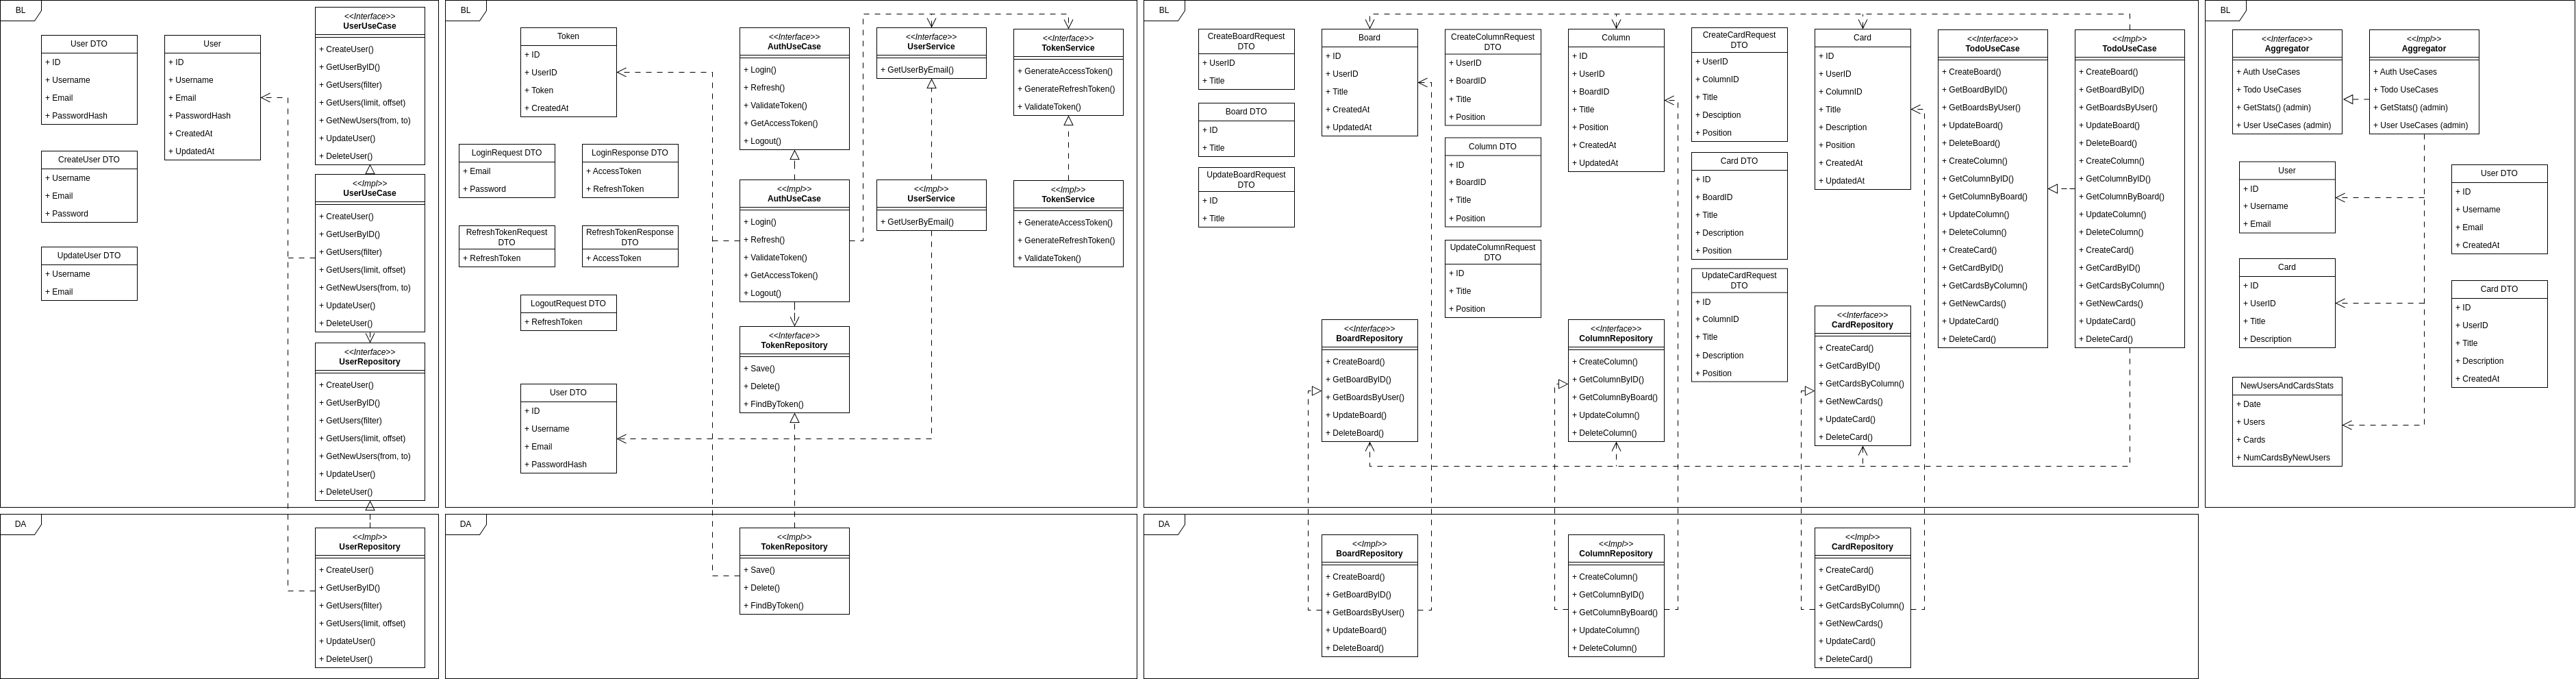 BL
User DTO
+ ID
+ Username
+ Email
+ PasswordHash
CreateUser DTO
+ Username
+ Email
+ Password
UpdateUser DTO
+ Username
+ Email
User
+ ID
+ Username
+ Email
+ PasswordHash
+ CreatedAt
+ UpdatedAt
<<Interface>>
UserUseCase
+ CreateUser()
+ GetUserByID()
+ GetUsers(filter)
+ GetUsers(limit, offset)
+ GetNewUsers(from, to)
+ UpdateUser()
+ DeleteUser()
<<Impl>>
UserUseCase
+ CreateUser()
+ GetUserByID()
+ GetUsers(filter)
+ GetUsers(limit, offset)
+ GetNewUsers(from, to)
+ UpdateUser()
+ DeleteUser()
<<Interface>>
UserRepository
+ CreateUser()
+ GetUserByID()
+ GetUsers(filter)
+ GetUsers(limit, offset)
+ GetNewUsers(from, to)
+ UpdateUser()
+ DeleteUser()
DA
<<Impl>>
UserRepository
+ CreateUser()
+ GetUserByID()
+ GetUsers(filter)
+ GetUsers(limit, offset)
+ UpdateUser()
+ DeleteUser()
BL
Token
+ ID
+ UserID
+ Token
+ CreatedAt
LoginRequest DTO
+ Email
+ Password
LoginResponse DTO
+ AccessToken
+ RefreshToken
RefreshTokenRequest
DTO
+ RefreshToken
RefreshTokenResponse
DTO
+ AccessToken
LogoutRequest DTO
+ RefreshToken
User DTO
+ ID
+ Username
+ Email
+ PasswordHash
<<Interface>>
AuthUseCase
+ Login()
+ Refresh()
+ ValidateToken()
+ GetAccessToken()
+ Logout()
<<Impl>>
AuthUseCase
+ Login()
+ Refresh()
+ ValidateToken()
+ GetAccessToken()
+ Logout()
<<Interface>>
TokenRepository
+ Save()
+ Delete()
+ FindByToken()
<<Interface>>
UserService
+ GetUserByEmail()
<<Impl>>
UserService
+ GetUserByEmail()
<<Interface>>
TokenService
+ GenerateAccessToken()
+ GenerateRefreshToken()
+ ValidateToken()
<<Impl>>
TokenService
+ GenerateAccessToken()
+ GenerateRefreshToken()
+ ValidateToken()
DA
<<Impl>>
TokenRepository
+ Save()
+ Delete()
+ FindByToken()
BL
CreateBoardRequest
DTO
+ UserID
+ Title
Board DTO
+ ID
+ Title
UpdateBoardRequest
DTO
+ ID
+ Title
Board
+ ID
+ UserID
+ Title
+ CreatedAt
+ UpdatedAt
<<Interface>>
BoardRepository
+ CreateBoard()
+ GetBoardByID()
+ GetBoardsByUser()
+ UpdateBoard()
+ DeleteBoard()
CreateColumnRequest
DTO
+ UserID
+ BoardID
+ Title
+ Position
Column DTO
+ ID
+ BoardID
+ Title
+ Position
UpdateColumnRequest
DTO
+ ID
+ Title
+ Position
Column
+ ID
+ UserID
+ BoardID
+ Title
+ Position
+ CreatedAt
+ UpdatedAt
<<Interface>>
ColumnRepository
+ CreateColumn()
+ GetColumnByID()
+ GetColumnByBoard()
+ UpdateColumn()
+ DeleteColumn()
CreateCardRequest
DTO
+ UserID
+ ColumnID
+ Title
+ Desciption
+ Position
Card DTO
+ ID
+ BoardID
+ Title
+ Description
+ Position
UpdateCardRequest
DTO
+ ID
+ ColumnID
+ Title
+ Description
+ Position
Card
+ ID
+ UserID
+ ColumnID
+ Title
+ Description
+ Position
+ CreatedAt
+ UpdatedAt
<<Interface>>
CardRepository
+ CreateCard()
+ GetCardByID()
+ GetCardsByColumn()
+ GetNewCards()
+ UpdateCard()
+ DeleteCard()
<<Interface>>
TodoUseCase
+ CreateBoard()
+ GetBoardByID()
+ GetBoardsByUser()
+ UpdateBoard()
+ DeleteBoard()
+ CreateColumn()
+ GetColumnByID()
+ GetColumnByBoard()
+ UpdateColumn()
+ DeleteColumn()
+ CreateCard()
+ GetCardByID()
+ GetCardsByColumn()
+ GetNewCards()
+ UpdateCard()
+ DeleteCard()
<<Impl>>
TodoUseCase
+ CreateBoard()
+ GetBoardByID()
+ GetBoardsByUser()
+ UpdateBoard()
+ DeleteBoard()
+ CreateColumn()
+ GetColumnByID()
+ GetColumnByBoard()
+ UpdateColumn()
+ DeleteColumn()
+ CreateCard()
+ GetCardByID()
+ GetCardsByColumn()
+ GetNewCards()
+ UpdateCard()
+ DeleteCard()
DA
<<Impl>>
BoardRepository
+ CreateBoard()
+ GetBoardByID()
+ GetBoardsByUser()
+ UpdateBoard()
+ DeleteBoard()
<<Impl>>
ColumnRepository
+ CreateColumn()
+ GetColumnByID()
+ GetColumnByBoard()
+ UpdateColumn()
+ DeleteColumn()
<<Impl>>
CardRepository
+ CreateCard()
+ GetCardByID()
+ GetCardsByColumn()
+ GetNewCards()
+ UpdateCard()
+ DeleteCard()
BL
<<Interface>>
Aggregator
+ Auth UseCases
+ Todo UseCases
+ GetStats() (admin)
+ User UseCases (admin)
<<Impl>>
Aggregator
+ Auth UseCases
+ Todo UseCases
+ GetStats() (admin)
+ User UseCases (admin)
User
+ ID
+ Username
+ Email
Card
+ ID
+ UserID
+ Title
+ Description
NewUsersAndCardsStats
+ Date
+ Users
+ Cards
+ NumCardsByNewUsers
User DTO
+ ID
+ Username
+ Email
+ CreatedAt
Card DTO
+ ID
+ UserID
+ Title
+ Description
+ CreatedAt